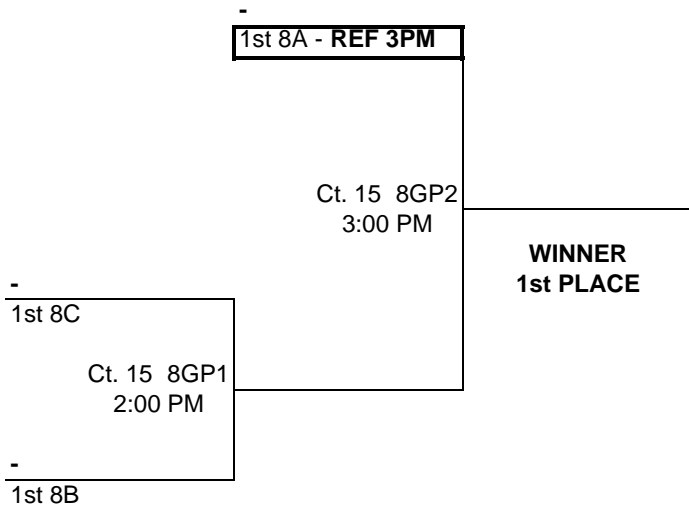 -
1st 8A - REF 3PM
Ct. 15 8GP2
3:00 PM
WINNER
1st PLACE
-
1st 8C
Ct. 15 8GP1
2:00 PM
-
1st 8B